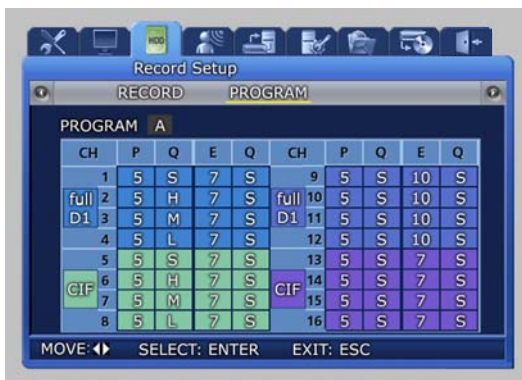 HDD
Record Setup
RECORD PROGRAM
PROGRAM A
CH P Q E Q CH P Q E Q
1 5 S 7 S 9 5 S 10 S
full 2 5 H 7 S full 10 5 S 10 S
D1 3 5 M 7 S D1 11 5 S 10 S
4 5 L 7 S 12 5 S 10 S
5 5 S 7 S 13 5 S 7 S
CIF 6 5 H 7 S CIF 14 5 S 7 S
7 5 M 7 S 15 5 S 7 S
8 5 L 7 S 16 5 S 7 S
MOVE: SELECT: ENTER EXIT: ESC